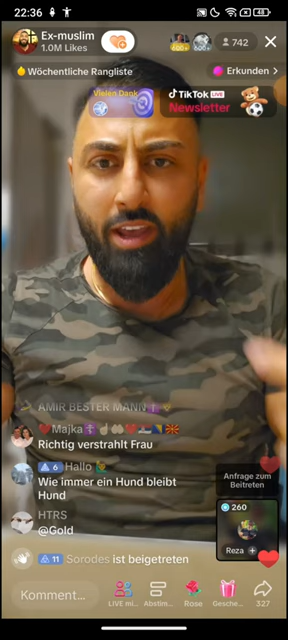 22:36
48
Ex-muslim
1.0M Likes
600+
742
Wöchentliche Rangliste
Erkunden >
Vielen Dank
TikTok LIVE
Newsletter
AMIR BESTER MANN
❤️Majka
Richtig verstrahlt Frau
6 Hallo
Wie immer ein Hund bleibt
Hund
HTRS
@Gold
11 Sorodes ist beigetreten
Anfrage zum
Beitreten
260
Reza +
Komment...
LIVE mi...
Abstim...
Rose
Gesche...
327